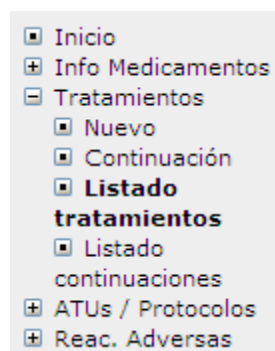 Inicio
Info Medicamentos
Tratamientos
Nuevo
Continuación
Listado
tratamientos
Listado
continuaciones
ATUs / Protocolos
Reac. Adversas